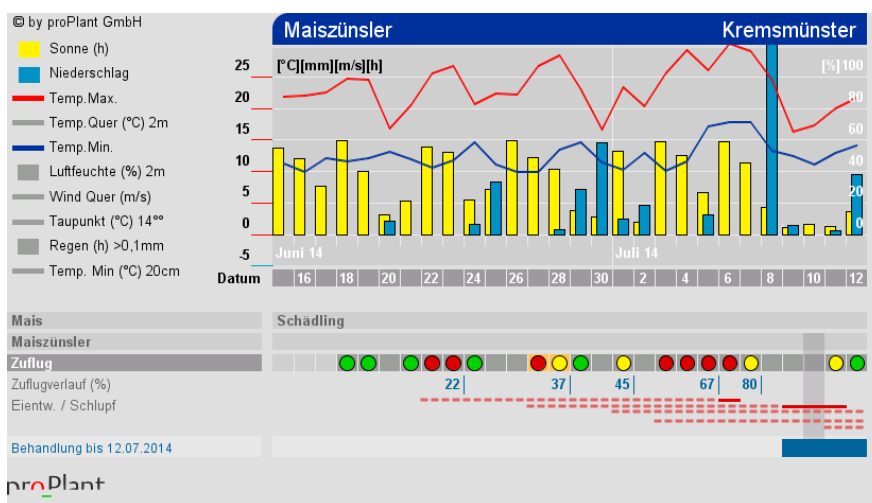 © by proPlant GmbH
Maiszünsler Kremsmünster
Sonne (h)
Niederschlag
Temp.Max.
Temp.Quer (°C) 2m
Temp.Min.
Luftfeuchte (%) 2m
Wind Quer (m/s)
Taupunkt (°C) 14°°
Regen (h) >0,1mm
Temp. Min (°C) 20cm
25 [°C][mm][m/s][h] [%] 100
20 80
15 60
10 40
5 20
0 0
-5 Juni 14 Juli 14
Datum 16 18 20 22 24 26 28 30 2 4 6 8 10 12
Mais Schädling
Maiszünsler
Zuflug
Zuflugverlauf (%) 22 37 45 67 80
Eientw. / Schlupf
Behandlung bis 12.07.2014
proPlant